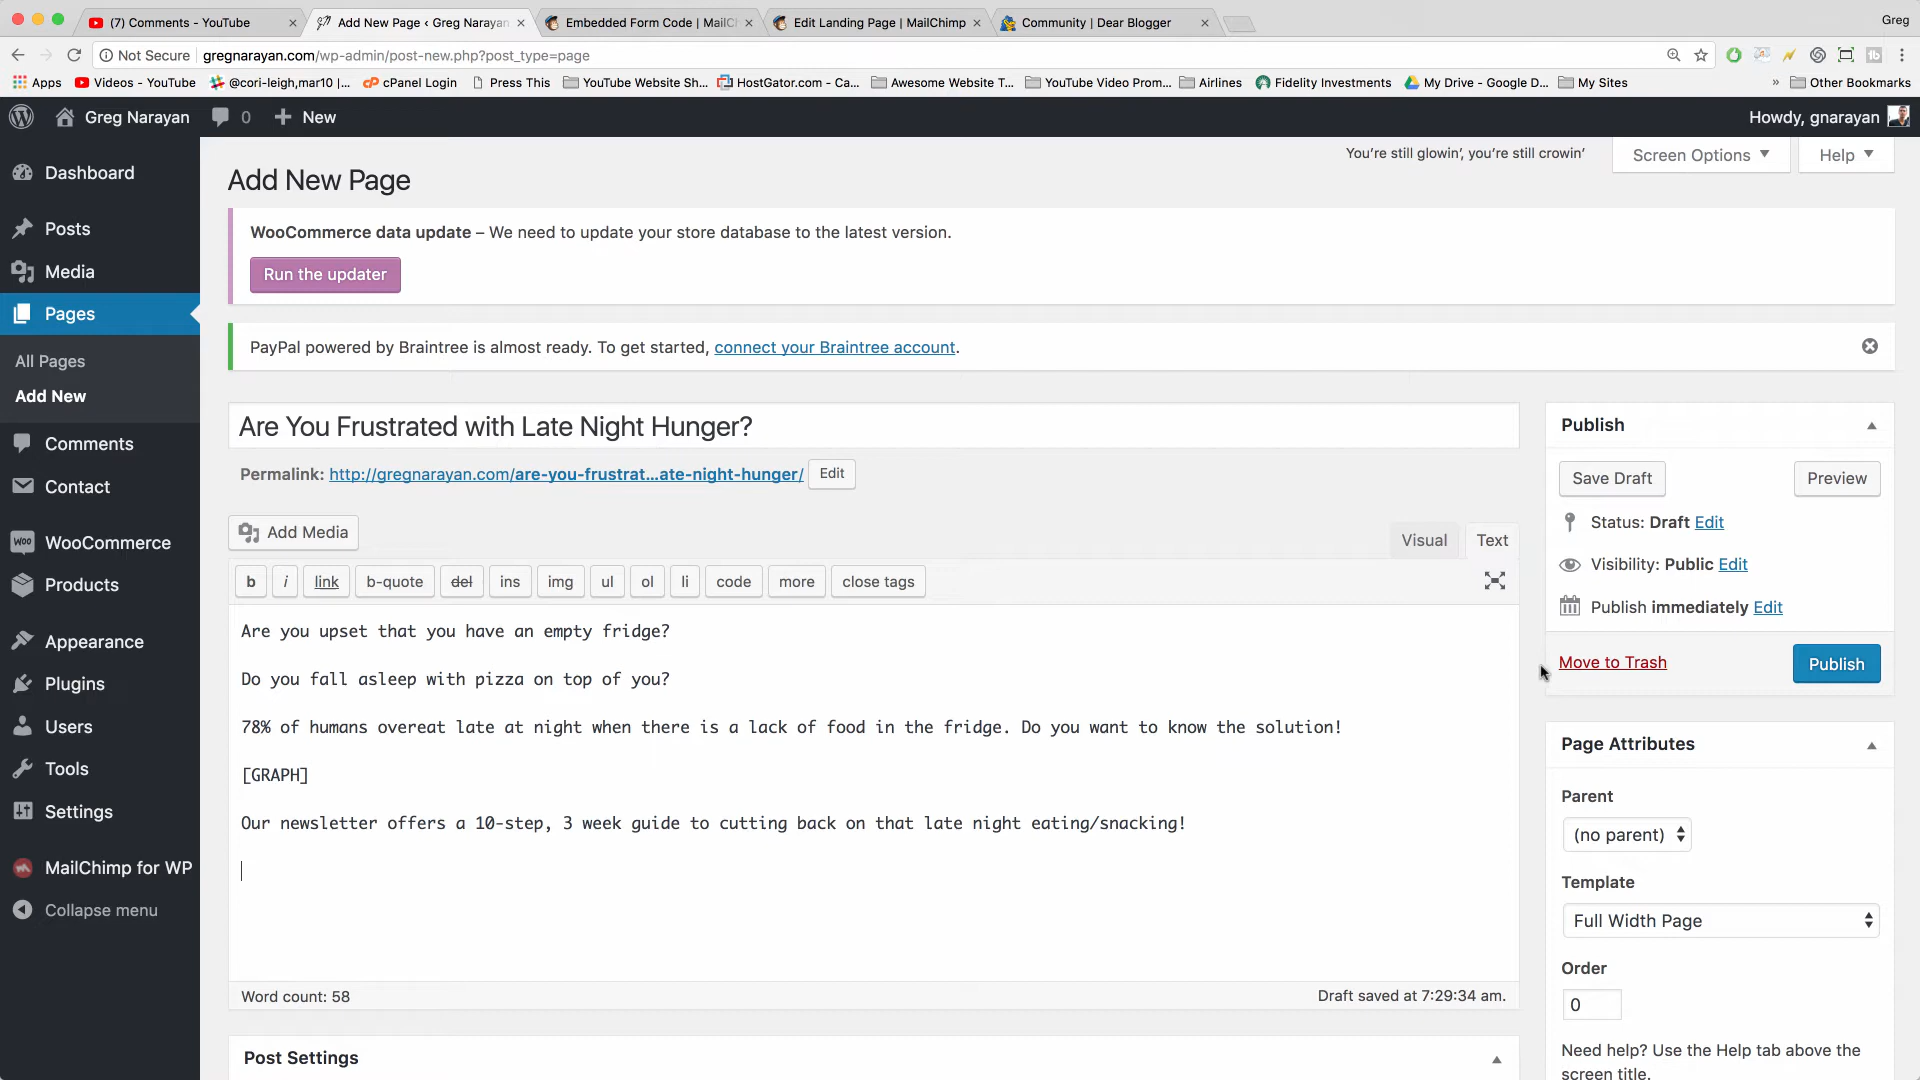 (7) Comments - YouTube
Add New Page ‹ Greg Narayan
Embedded Form Code | MailC
Edit Landing Page | MailChimp
Community | Dear Blogger
Greg
Not Secure gregnarayan.com/wp-admin/post-new.php?post_type=page
Apps Videos - YouTube @cori-leigh,mar10 |... cPanel Login Press This YouTube Website Sh... HostGator.com - Ca... Awesome Website T... YouTube Video Prom... Airlines Fidelity Investments My Drive - Google D... My Sites » Other Bookmarks
Greg Narayan 0 New Howdy, gnarayan
You're still glowin', you're still crowin' Screen Options Help
Dashboard
Posts
Media
Pages
All Pages
Add New
Comments
Contact
WooCommerce
Products
Appearance
Plugins
Users
Tools
Settings
MailChimp for WP
Collapse menu
Add New Page
WooCommerce data update – We need to update your store database to the latest version.
Run the updater
PayPal powered by Braintree is almost ready. To get started, connect your Braintree account.
Are You Frustrated with Late Night Hunger?
Permalink: http://gregnarayan.com/are-you-frustrat...ate-night-hunger/ Edit
Add Media Visual Text
b i link b-quote del ins img ul ol li code more close tags
Are you upset that you have an empty fridge?
Do you fall asleep with pizza on top of you?
78% of humans overeat late at night when there is a lack of food in the fridge. Do you want to know the solution!
[GRAPH]
Our newsletter offers a 10-step, 3 week guide to cutting back on that late night eating/snacking!
Word count: 58 Draft saved at 7:29:34 am.
Post Settings
Publish
Save Draft Preview
Status: Draft Edit
Visibility: Public Edit
Publish immediately Edit
Move to Trash Publish
Page Attributes
Parent
(no parent)
Template
Full Width Page
Order
0
Need help? Use the Help tab above the
screen title.